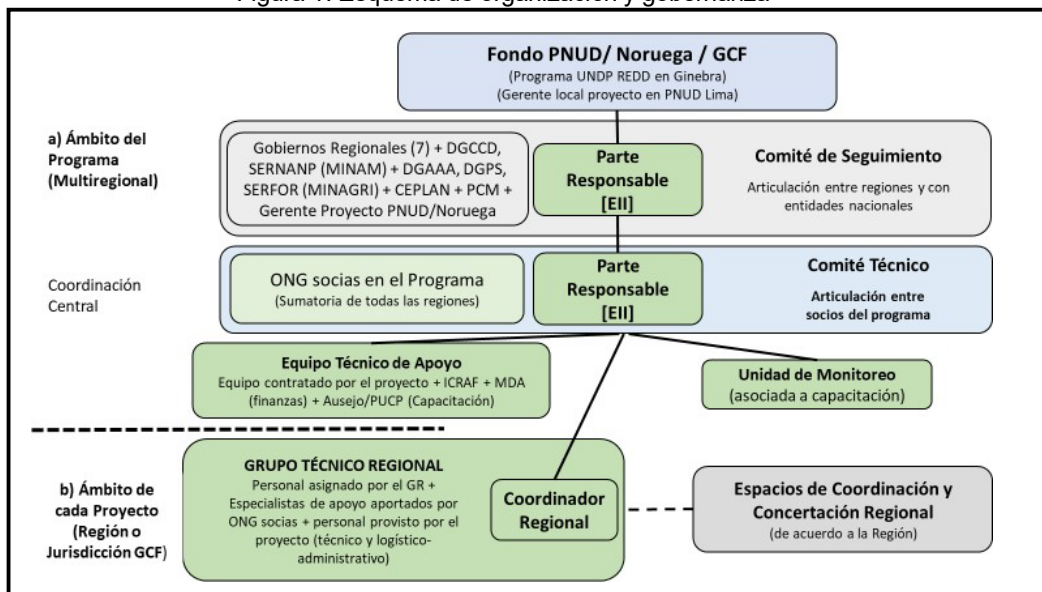 Figura 1. Esquema de organización y gobernanza
Fondo PNUD/ Noruega / GCF
(Programa UNDP REDD en Ginebra)
(Gerente local proyecto en PNUD Lima)
a) Ámbito del
Programa
(Multiregional)
Gobiernos Regionales (7) + DGCCD,
SERNANP (MINAM) + DGAAA, DGPS,
SERFOR (MINAGRI) + CEPLAN + PCM +
Gerente Proyecto PNUD/Noruega
Parte
Responsable
[EII]
Comité de Seguimiento
Articulación entre regiones y con
entidades nacionales
Coordinación
Central
ONG socias en el Programa
(Sumatoria de todas las regiones)
Parte
Responsable
[EII]
Comité Técnico
Articulación entre
socios del programa
Equipo Técnico de Apoyo
Equipo contratado por el proyecto + ICRAF + MDA
(finanzas) + Ausejo/PUCP (Capacitación)
Unidad de Monitoreo
(asociada a capacitación)
b) Ámbito de
cada Proyecto
(Región o
Jurisdicción GCF)
GRUPO TÉCNICO REGIONAL
Personal asignado por el GR +
Especialistas de apoyo aportados por
ONG socias + personal provisto por el
proyecto (técnico y logístico-
administrativo)
Coordinador
Regional
Espacios de Coordinación y
Concertación Regional
(de acuerdo a la Región)